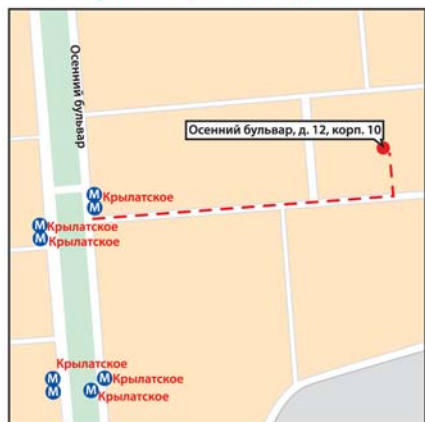 Осенний бульвар
Осенний бульвар, д. 12, корп. 10
М
М Крылатское
М Крылатское
М Крылатское
Крылатское
М М Крылатское
М М Крылатское